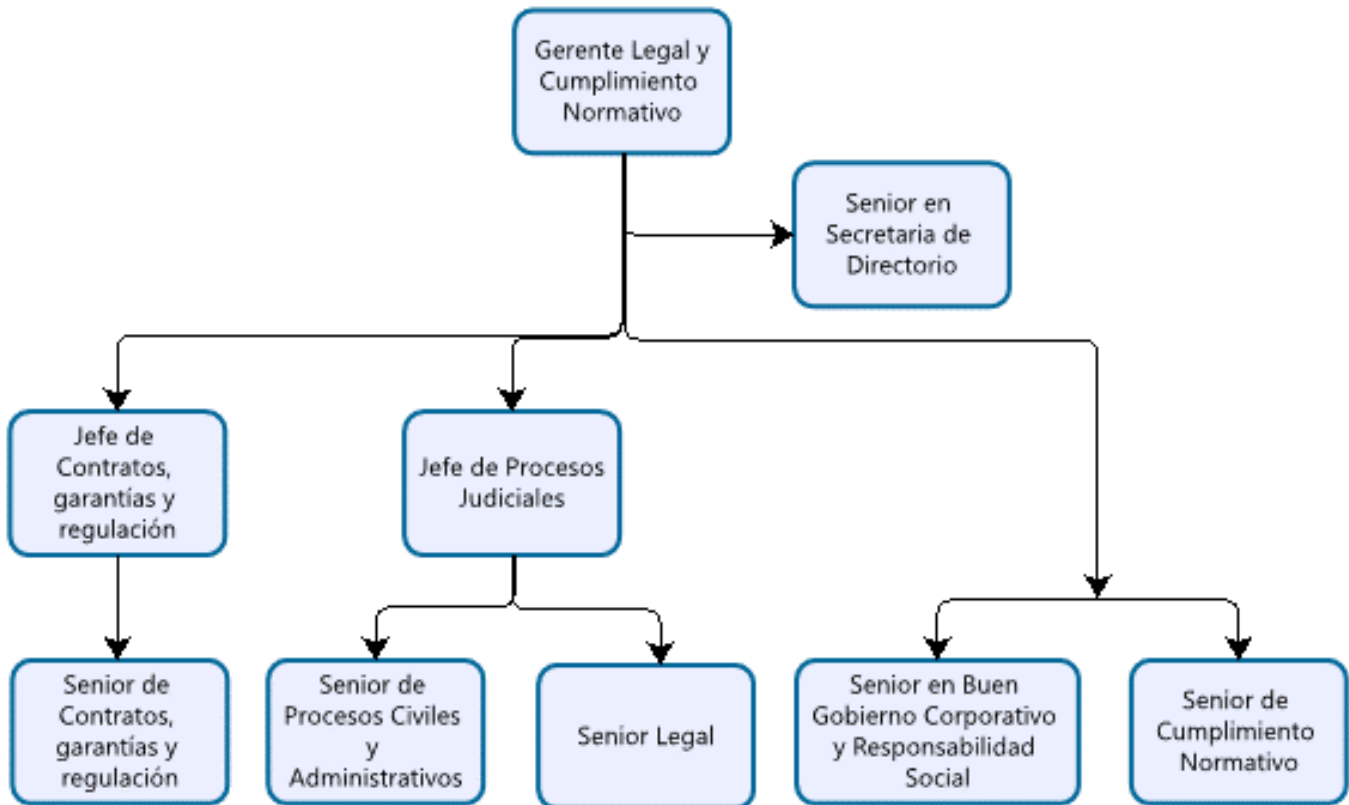 Gerente Legal y
Cumplimiento
Normativo
Senior en
Secretaria de
Directorio
Jefe de
Contratos,
garantías y
regulación
Jefe de Procesos
Judiciales
Senior de
Contratos,
garantías y
regulación
Senior de
Procesos Civiles
y
Administrativos
Senior Legal
Senior en Buen
Gobierno Corporativo
y Responsabilidad
Social
Senior de
Cumplimiento
Normativo